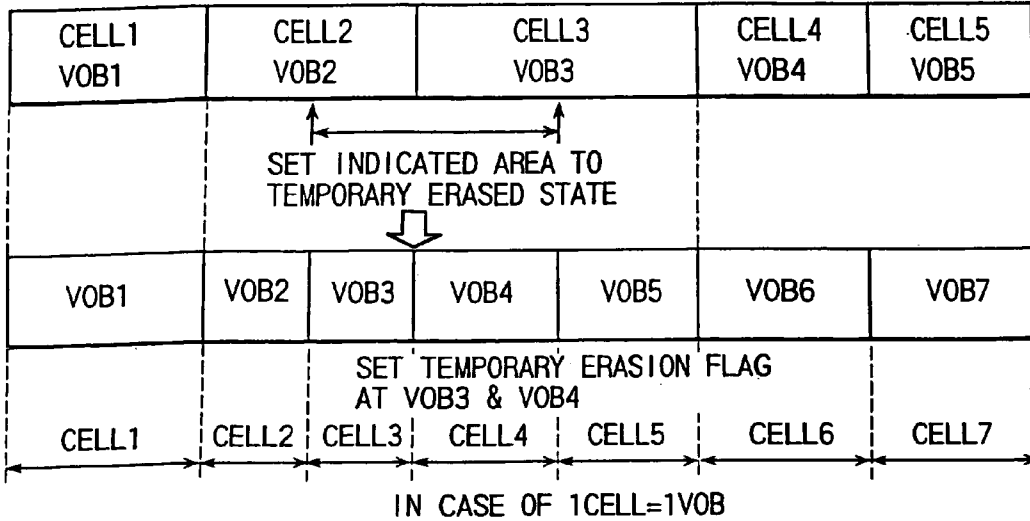 CELL1 CELL2 CELL3 CELL4 CELL5
VOB1 VOB2 VOB3 VOB4 VOB5
SET INDICATED AREA TO
TEMPORARY ERASED STATE
VOB1 VOB2 VOB3 VOB4 VOB5 VOB6 VOB7
SET TEMPORARY ERASION FLAG
AT VOB3 & VOB4
CELL1 CELL2 CELL3 CELL4 CELL5 CELL6 CELL7
IN CASE OF 1CELL=1VOB